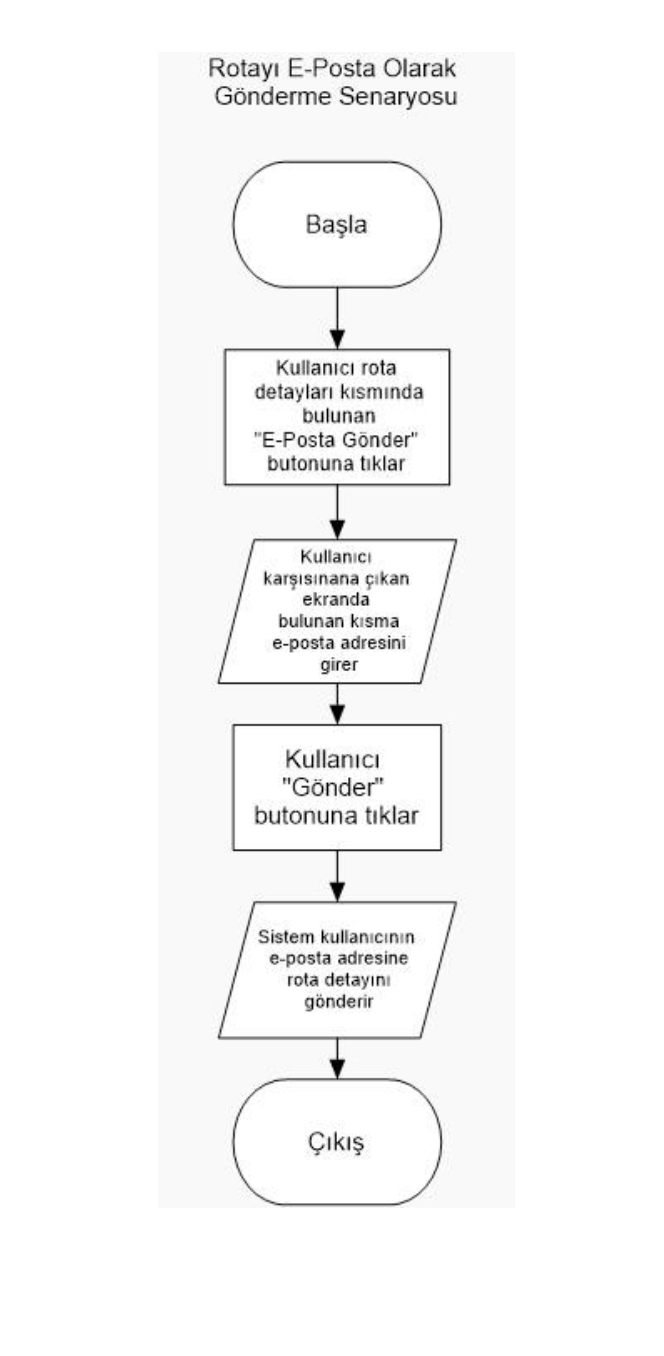 Rotayı E-Posta Olarak
Gönderme Senaryosu
Başla
Kullanıcı rota
detayları kısmında
bulunan
"E-Posta Gönder"
butonuna tıklar
Kullanıcı
karşısınana çıkan
ekranda
bulunan kısma
e-posta adresini
girer
Kullanıcı
"Gönder"
butonuna tıklar
Sistem kullanıcının
e-posta adresine
rota detayını
gönderir
Çıkış